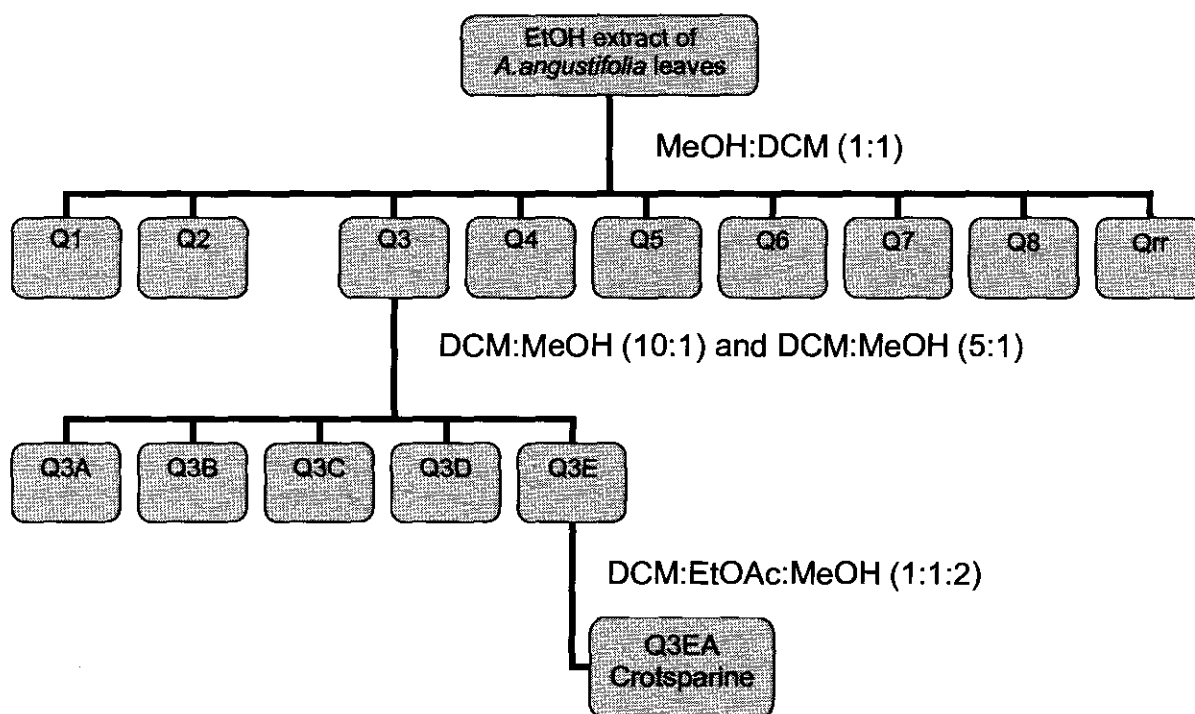 EtOH extract of
A.angustifolia leaves
MeOH:DCM (1:1)
Q1
Q2
Q3
Q4
Q5
Q6
Q7
Q8
Qrr
DCM:MeOH (10:1) and DCM:MeOH (5:1)
Q3A
Q3B
Q3C
Q3D
Q3E
DCM:EtOAc:MeOH (1:1:2)
Q3EA
Crotsparine